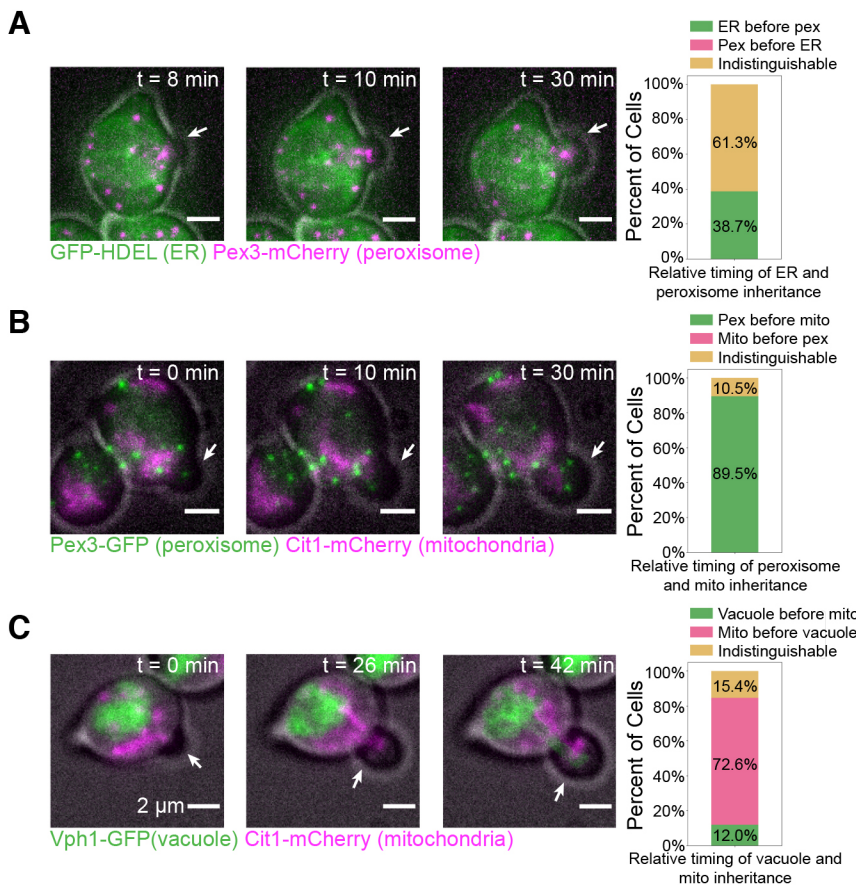 A
t = 8 min
t = 10 min
t = 30 min
GFP-HDEL (ER) Pex3-mCherry (peroxisome)
ER before pex
Pex before ER
Indistinguishable
Percent of Cells
100%
80%
60%
40%
20%
0%
61.3%
38.7%
Relative timing of ER and
peroxisome inheritance
B
t = 0 min
t = 10 min
t = 30 min
Pex3-GFP (peroxisome) Cit1-mCherry (mitochondria)
Pex before mito
Mito before pex
Indistinguishable
Percent of Cells
100%
80%
60%
40%
20%
0%
10.5%
89.5%
Relative timing of peroxisome
and mito inheritance
C
t = 0 min
t = 26 min
t = 42 min
2 µm
Vph1-GFP(vacuole) Cit1-mCherry (mitochondria)
Vacuole before mito
Mito before vacuole
Indistinguishable
Percent of Cells
100%
80%
60%
40%
20%
0%
15.4%
72.6%
12.0%
Relative timing of vacuole and
mito inheritance